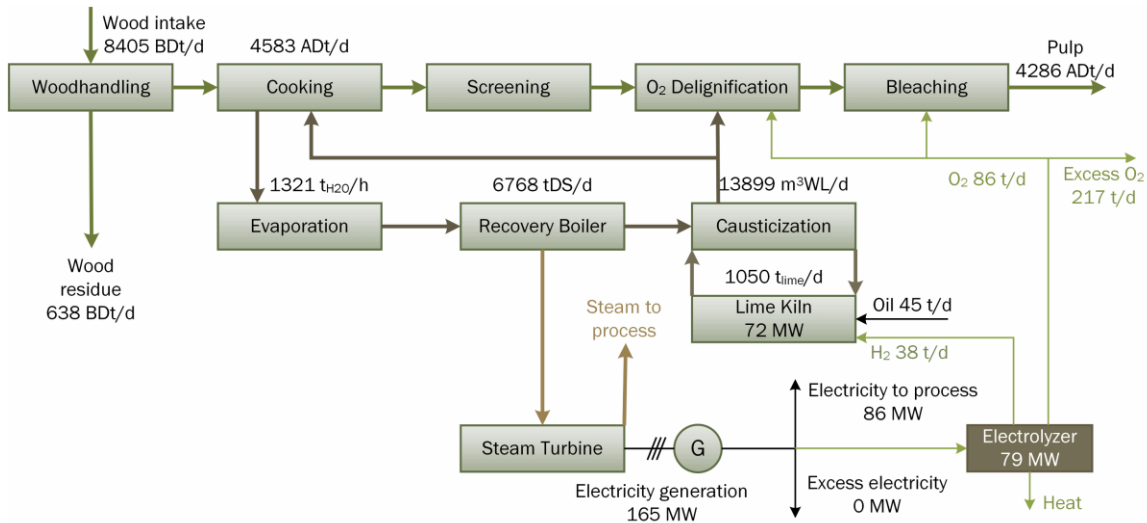 Wood intake
8405 BDt/d
4583 ADt/d
Pulp
4286 ADt/d
Woodhandling
Cooking
Screening
O₂ Delignification
Bleaching
1321 tH2O/h
6768 tDS/d
13899 m³WL/d
O₂ 86 t/d
Excess O₂
217 t/d
Evaporation
Recovery Boiler
Causticization
Wood
residue
638 BDt/d
1050 tlime/d
Steam to
process
Lime Kiln
72 MW
Oil 45 t/d
H₂ 38 t/d
Electricity to process
86 MW
Steam Turbine
G
Electrolyzer
79 MW
Electricity generation
165 MW
Excess electricity
0 MW
Heat